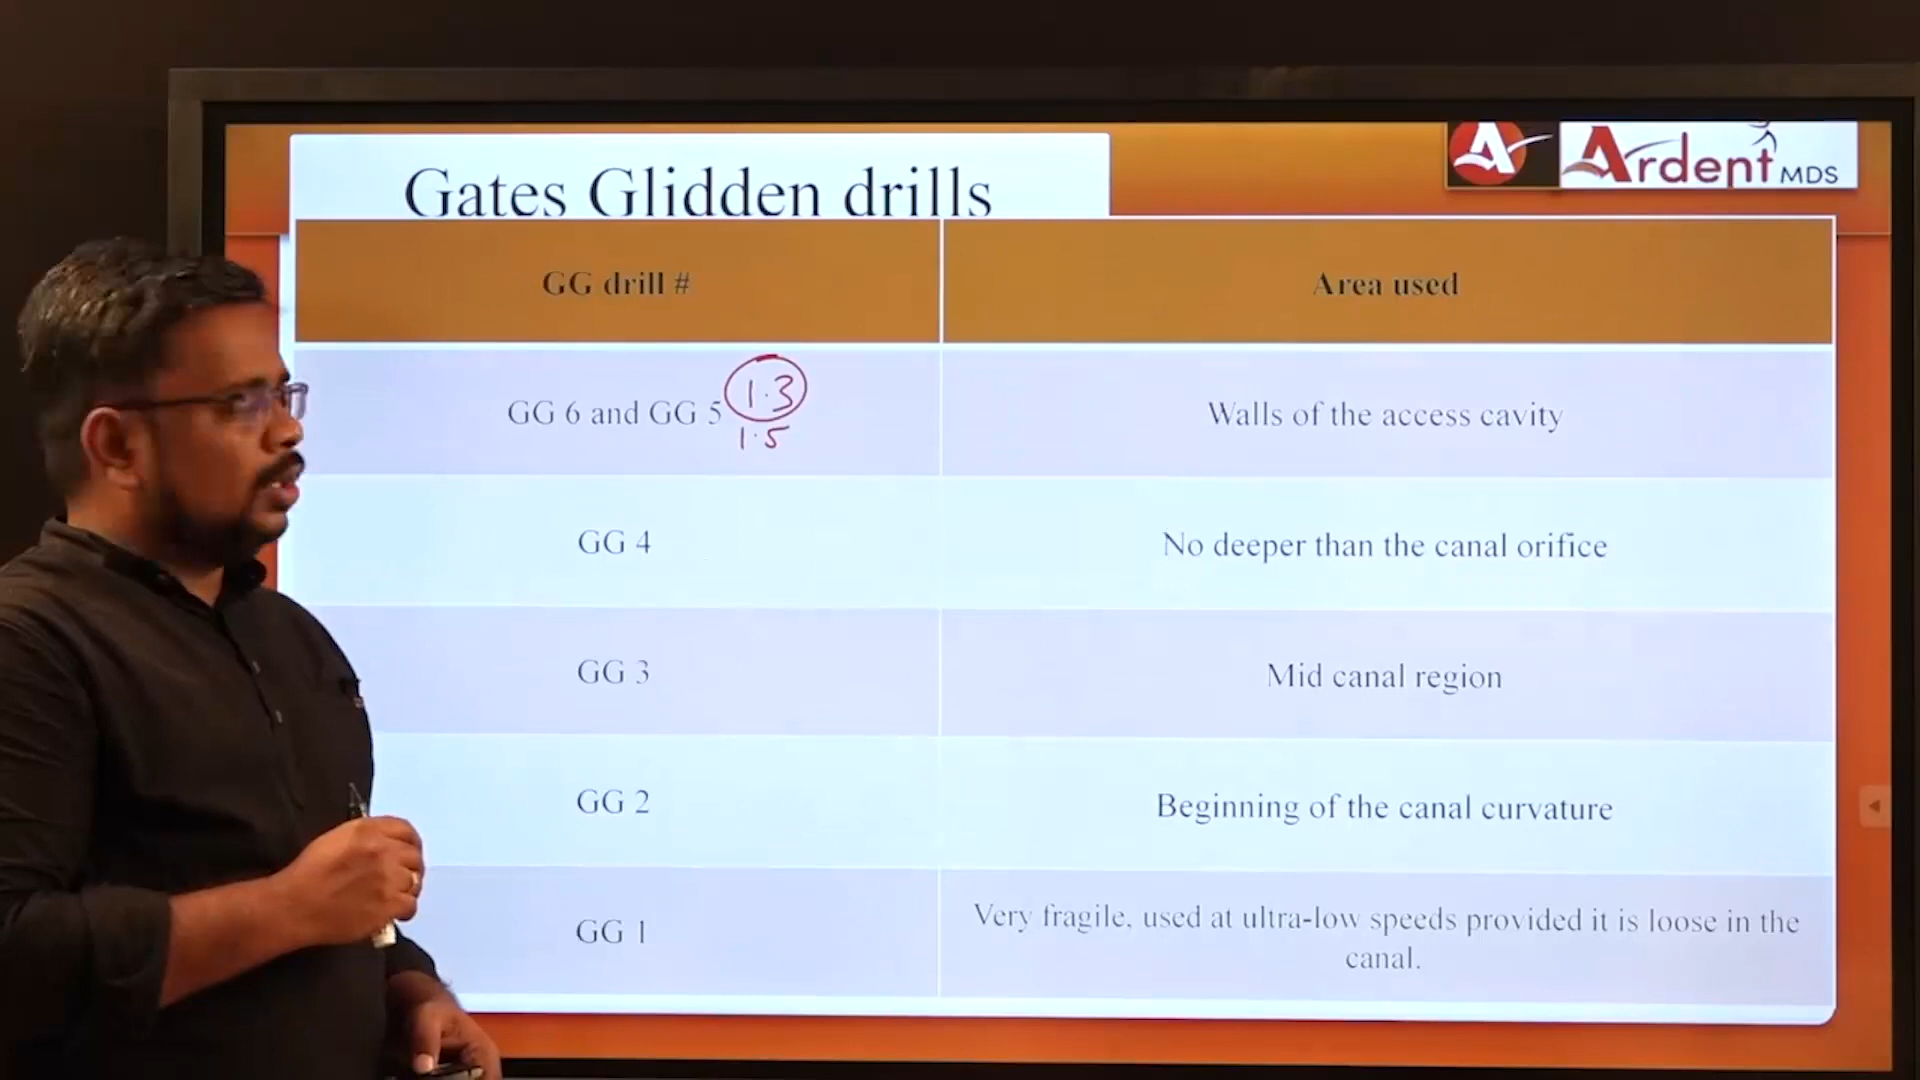 Ardent MDS
Gates Glidden drills
GG drill #
Area used
GG 6 and GG 5
1.3
1.5
Walls of the access cavity
GG 4
No deeper than the canal orifice
GG 3
Mid canal region
GG 2
Beginning of the canal curvature
GG 1
Very fragile, used at ultra-low speeds provided it is loose in the
canal.